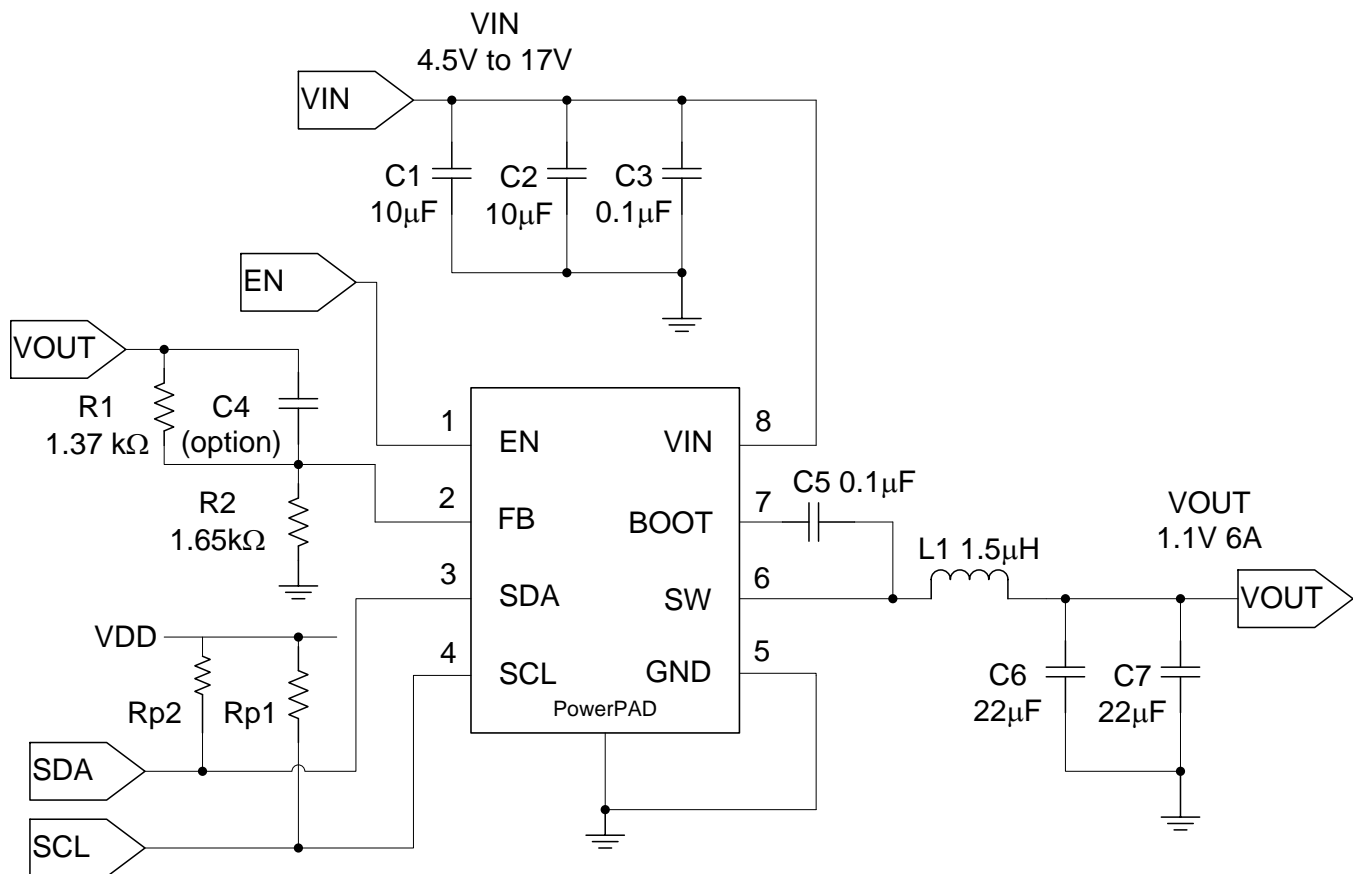 VIN
4.5V to 17V
VIN
C1
10μF
C2
10μF
C3
0.1μF
EN
VOUT
R1
1.37 kΩ
C4
(option)
R2
1.65kΩ
1
EN
2
FB
3
SDA
4
SCL
VIN
8
BOOT
7
SW
6
GND
5
PowerPAD
C5 0.1μF
L1 1.5μH
VOUT
1.1V 6A
VOUT
C6
22μF
C7
22μF
VDD
Rp2
Rp1
SDA
SCL